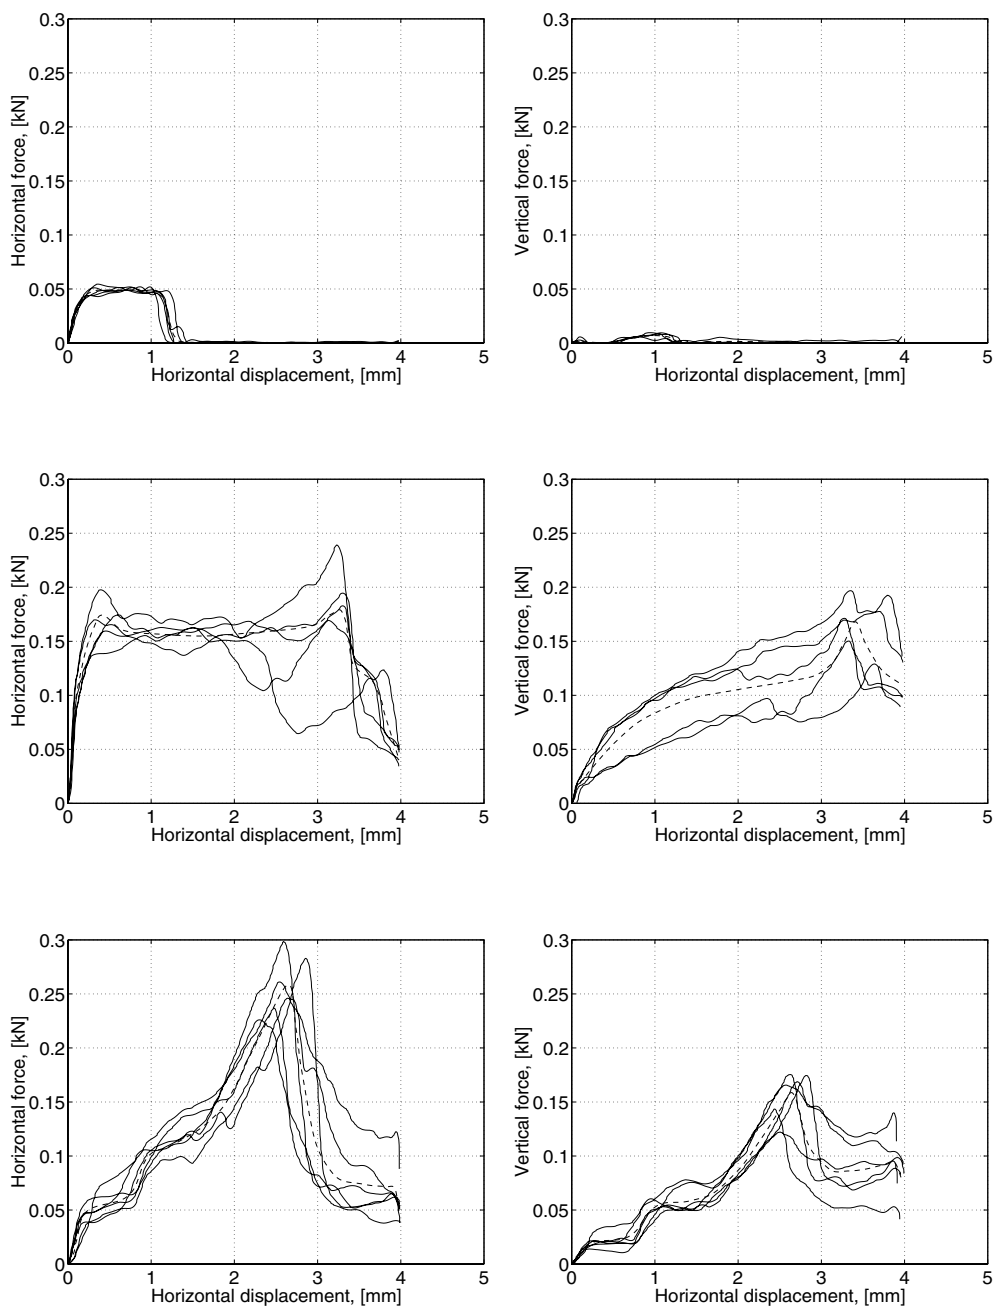 0.3
0.25
0.2
0.15
0.1
0.05
0
0 1 2 3 4 5
Horizontal force, [kN]
Horizontal displacement, [mm]
0.3
0.25
0.2
0.15
0.1
0.05
0
0 1 2 3 4 5
Vertical force, [kN]
Horizontal displacement, [mm]
0.3
0.25
0.2
0.15
0.1
0.05
0
0 1 2 3 4 5
Horizontal force, [kN]
Horizontal displacement, [mm]
0.3
0.25
0.2
0.15
0.1
0.05
0
0 1 2 3 4 5
Vertical force, [kN]
Horizontal displacement, [mm]
0.3
0.25
0.2
0.15
0.1
0.05
0
0 1 2 3 4 5
Horizontal force, [kN]
Horizontal displacement, [mm]
0.3
0.25
0.2
0.15
0.1
0.05
0
0 1 2 3 4 5
Vertical force, [kN]
Horizontal displacement, [mm]